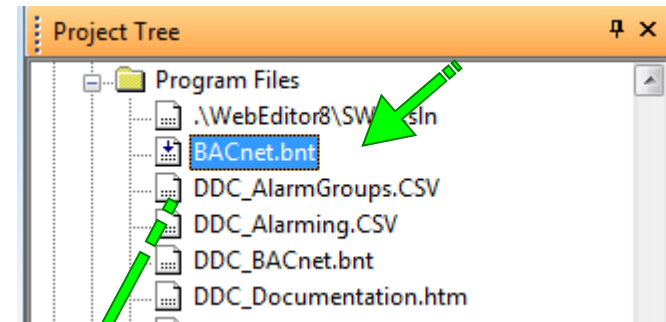 Project Tree
Program Files
.\WebEditor8\SW sln
BACnet.bnt
DDC_AlarmGroups.CSV
DDC_Alarming.CSV
DDC_BACnet.bnt
DDC_Documentation.htm